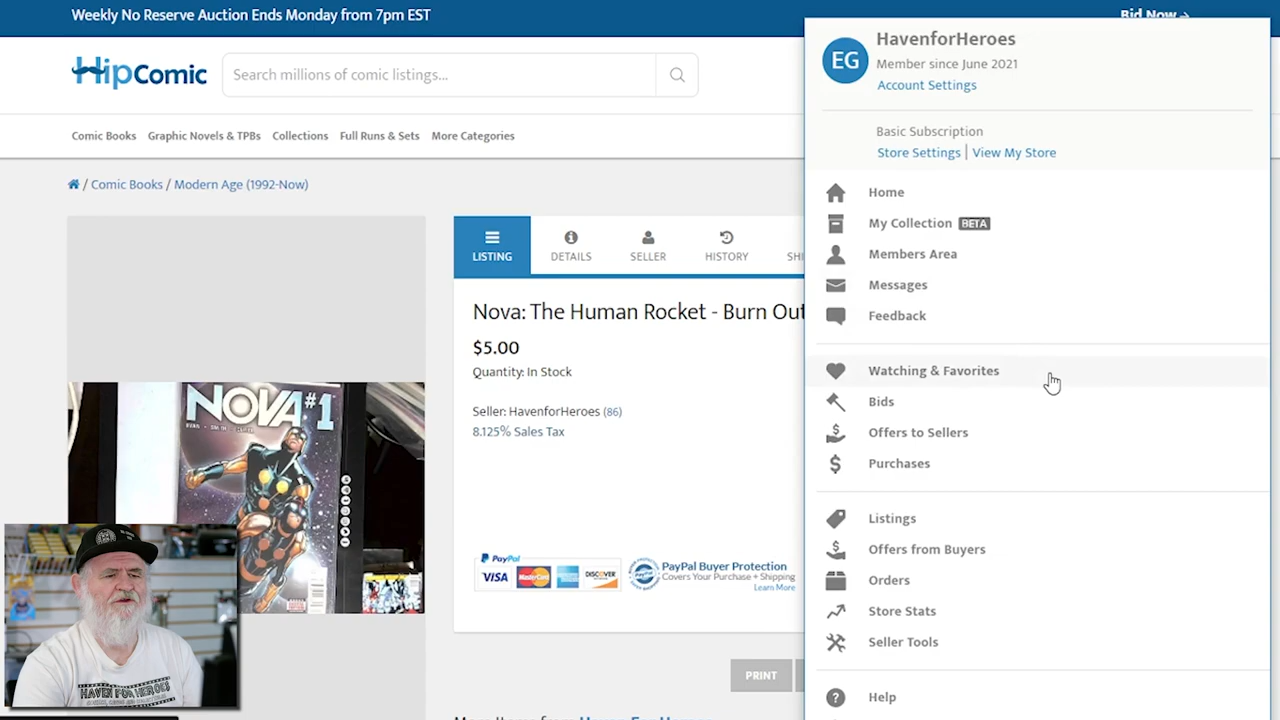 Weekly No Reserve Auction Ends Monday from 7pm EST
Bid Now →
HipComic
Search millions of comic listings...
Comic Books
Graphic Novels & TPBs
Collections
Full Runs & Sets
More Categories
/ Comic Books / Modern Age (1992-Now)
NOVA #1
LISTING
DETAILS
SELLER
HISTORY
SHI
Nova: The Human Rocket - Burn Out
$5.00
Quantity: In Stock
Seller: HavenforHeroes (86)
8.125% Sales Tax
PayPal
VISA
MasterCard
DISCOVER
PayPal Buyer Protection
Covers Your Purchase + Shipping
Learn More
PRINT
EG
HavenforHeroes
Member since June 2021
Account Settings
Basic Subscription
Store Settings | View My Store
Home
My Collection BETA
Members Area
Messages
Feedback
Watching & Favorites
Bids
Offers to Sellers
Purchases
Listings
Offers from Buyers
Orders
Store Stats
Seller Tools
Help
HAVEN FOR HEROES